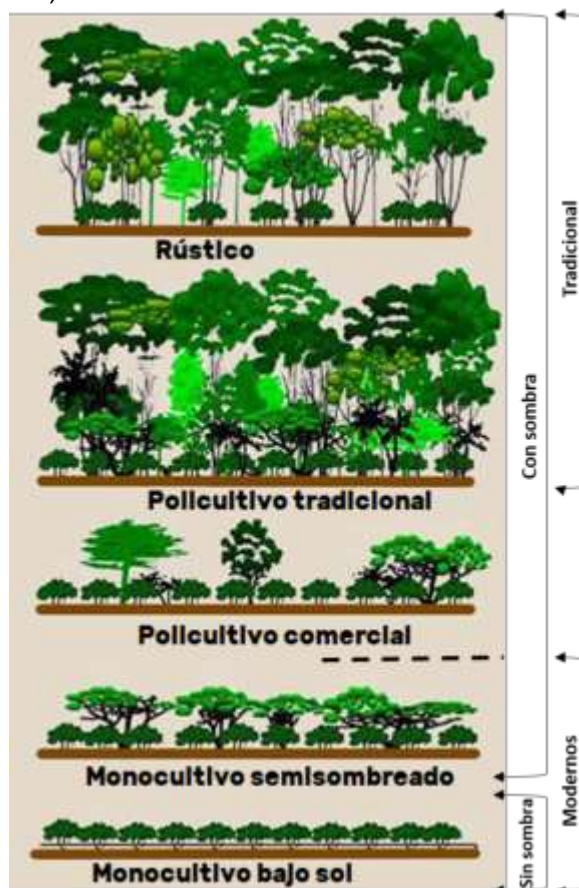 Rústico
Policultivo tradicional
Policultivo comercial
Monocultivo semisombreado
Monocultivo bajo sol
Con sombra
Sin sombra
Tradicional
Modernos